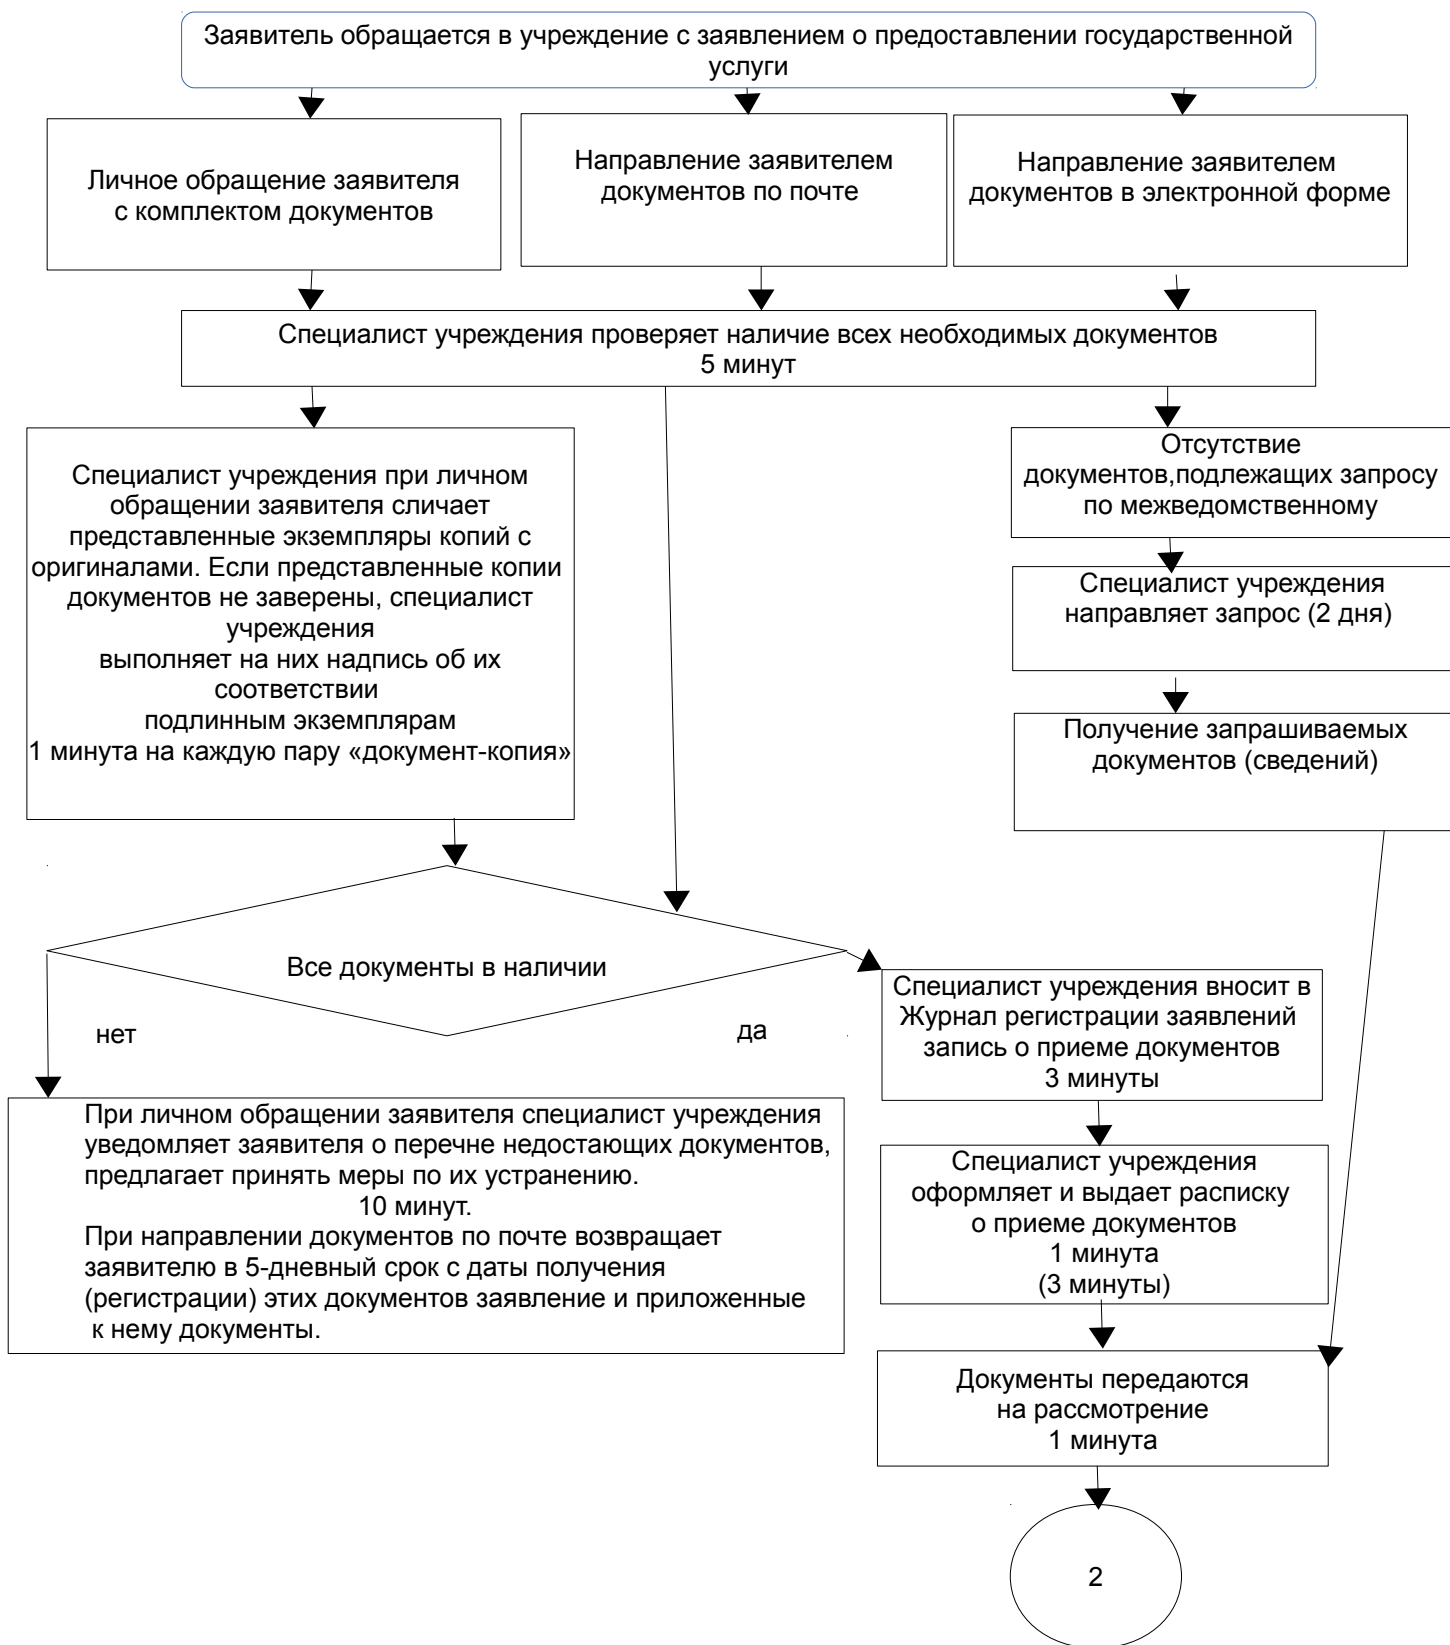 Заявитель обращается в учреждение с заявлением о предоставлении государственной
услуги
Личное обращение заявителя
с комплектом документов
Направление заявителем
документов по почте
Направление заявителем
документов в электронной форме
Специалист учреждения проверяет наличие всех необходимых документов
5 минут
Специалист учреждения при личном
обращении заявителя сличает
представленные экземпляры копий с
оригиналами. Если представленные копии
документов не заверены, специалист
учреждения
выполняет на них надпись об их
соответствии
подлинным экземплярам
1 минута на каждую пару «документ-копия»
Отсутствие
документов,подлежащих запросу
по межведомственному
Специалист учреждения
направляет запрос (2 дня)
Получение запрашиваемых
документов (сведений)
Все документы в наличии
нет
да
Специалист учреждения вносит в
Журнал регистрации заявлений
запись о приеме документов
3 минуты
При личном обращении заявителя специалист учреждения
уведомляет заявителя о перечне недостающих документов,
предлагает принять меры по их устранению.
10 минут.
При направлении документов по почте возвращает
заявителю в 5-дневный срок с даты получения
(регистрации) этих документов заявление и приложенные
к нему документы.
Специалист учреждения
оформляет и выдает расписку
о приеме документов
1 минута
(3 минуты)
Документы передаются
на рассмотрение
1 минута
2